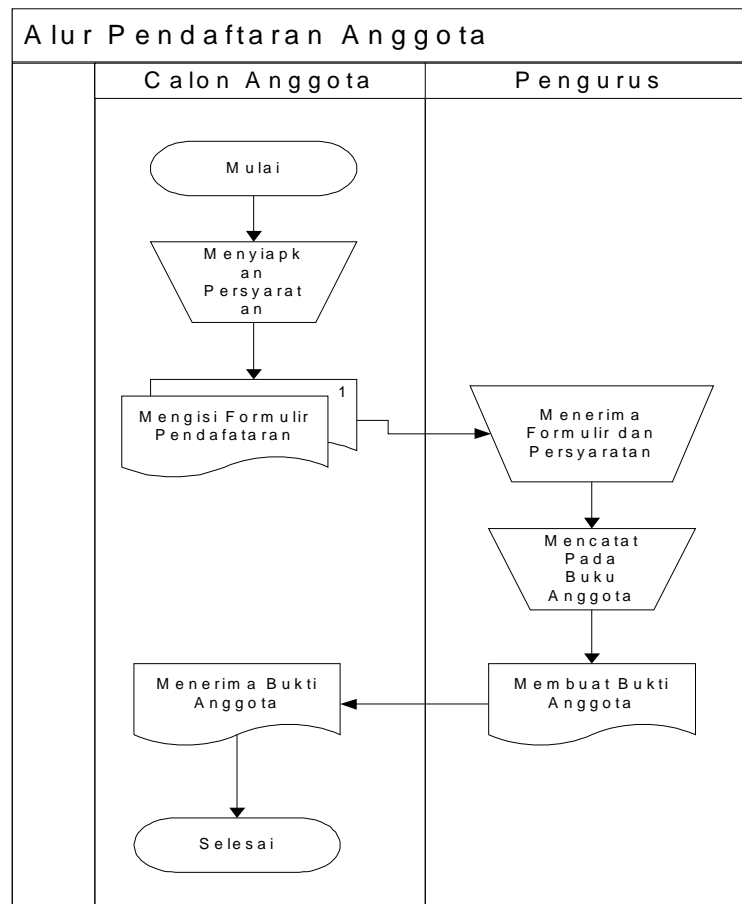 Alur Pendaftaran Anggota
Calon Anggota
Pengurus
Mulai
Menyiapk
an
Persyarat
an
1
Mengisi Formulir
Pendafataran
Menerima
Formulir dan
Persyaratan
Mencatat
Pada
Buku
Anggota
Membuat Bukti
Anggota
Menerima Bukti
Anggota
Selesai